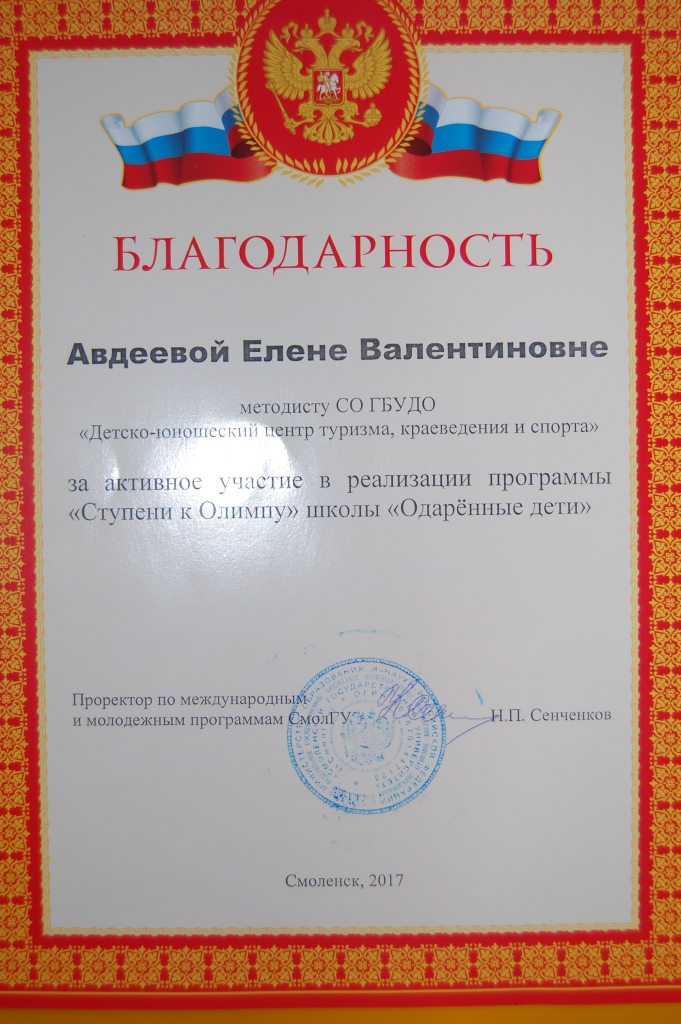 БЛАГОДАРНОСТЬ
Авдеевой Елене Валентиновне
методисту СО ГБУДО
«Детско-юношеский центр туризма, краеведения и спорта»
за активное участие в реализации программы
«Ступени к Олимпу» школы «Одарённые дети»
Проректор по международным
и молодежным программам СмолГУ
Н.П. Сенченков
Смоленск, 2017